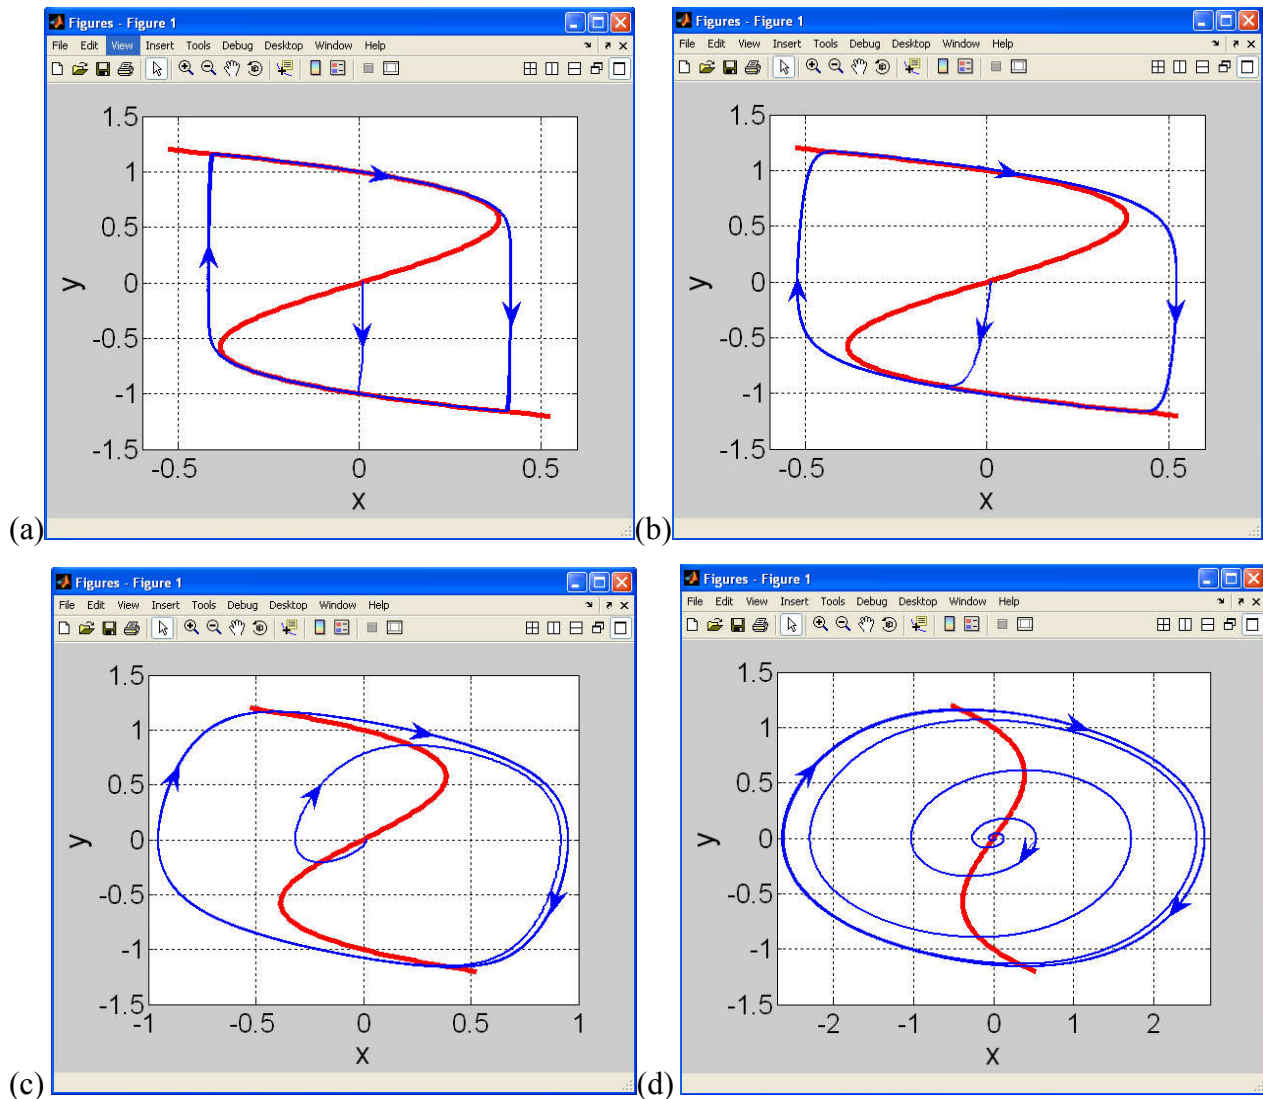 Figures - Figure 1
File Edit View Insert Tools Debug Desktop Window Help
1.5
1
0.5
0
-0.5
-1
-1.5
y
-0.5 0 0.5
x
(a)
Figures - Figure 1
File Edit View Insert Tools Debug Desktop Window Help
1.5
1
0.5
0
-0.5
-1
-1.5
y
-0.5 0 0.5
x
(b)
Figures - Figure 1
File Edit View Insert Tools Debug Desktop Window Help
1.5
1
0.5
0
-0.5
-1
-1.5
y
-1 -0.5 0 0.5 1
x
(c)
Figures - Figure 1
File Edit View Insert Tools Debug Desktop Window Help
1.5
1
0.5
0
-0.5
-1
-1.5
y
-2 -1 0 1 2
x
(d)